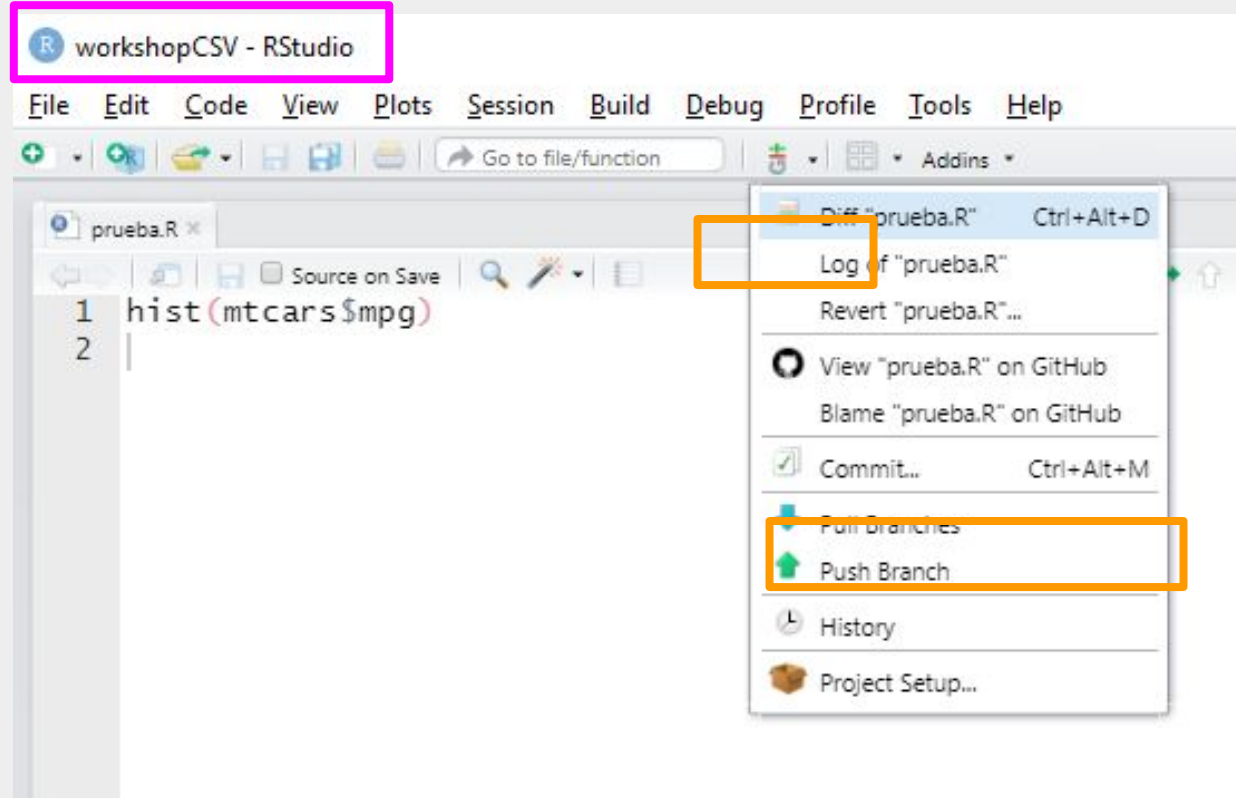 R workshopCSV - RStudio
File Edit Code View Plots Session Build Debug Profile Tools Help
Go to file/function Addins
prueba.R
Source on Save
1 hist(mtcars$mpg)
2
Diff "prueba.R" Ctrl+Alt+D
Log of "prueba.R"
Revert "prueba.R"...
View "prueba.R" on GitHub
Blame "prueba.R" on GitHub
Commit... Ctrl+Alt+M
Pull Branches
Push Branch
History
Project Setup...